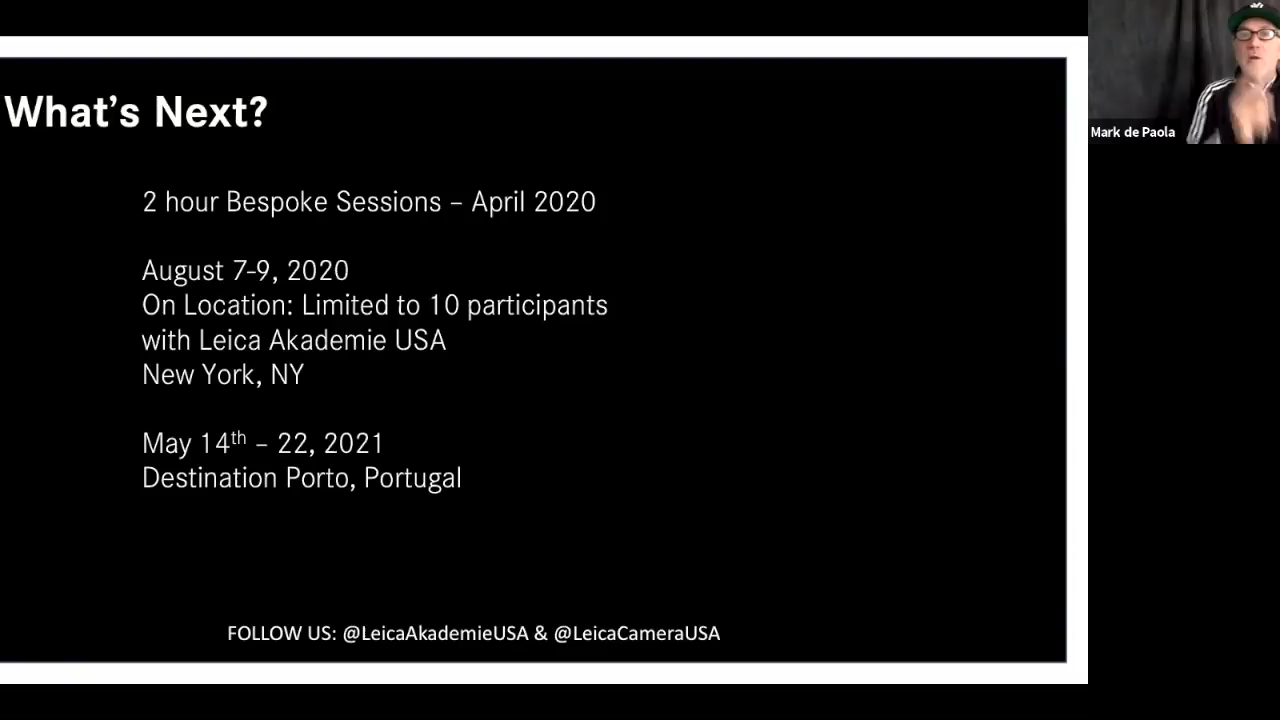 What's Next?
2 hour Bespoke Sessions – April 2020
August 7-9, 2020
On Location: Limited to 10 participants
with Leica Akademie USA
New York, NY
May 14th – 22, 2021
Destination Porto, Portugal
FOLLOW US: @LeicaAkademieUSA & @LeicaCameraUSA
Mark de Paola